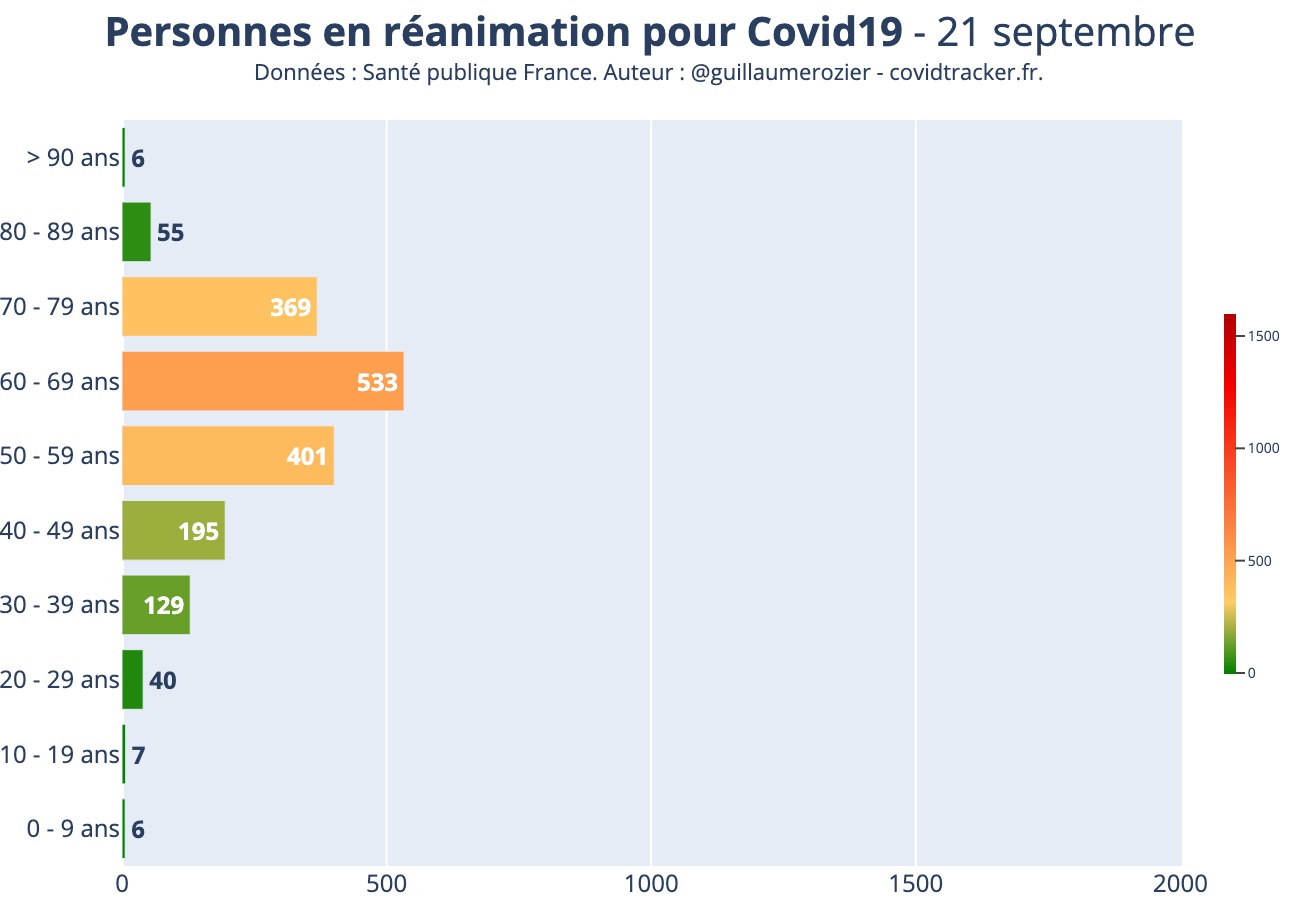 Personnes en réanimation pour Covid19 - 21 septembre
Données : Santé publique France. Auteur : @guillaumerozier - covidtracker.fr.
> 90 ans 6
80 - 89 ans 55
70 - 79 ans 369
60 - 69 ans 533
50 - 59 ans 401
40 - 49 ans 195
30 - 39 ans 129
20 - 29 ans 40
10 - 19 ans 7
0 - 9 ans 6
0 500 1000 1500 2000
1500
1000
500
0